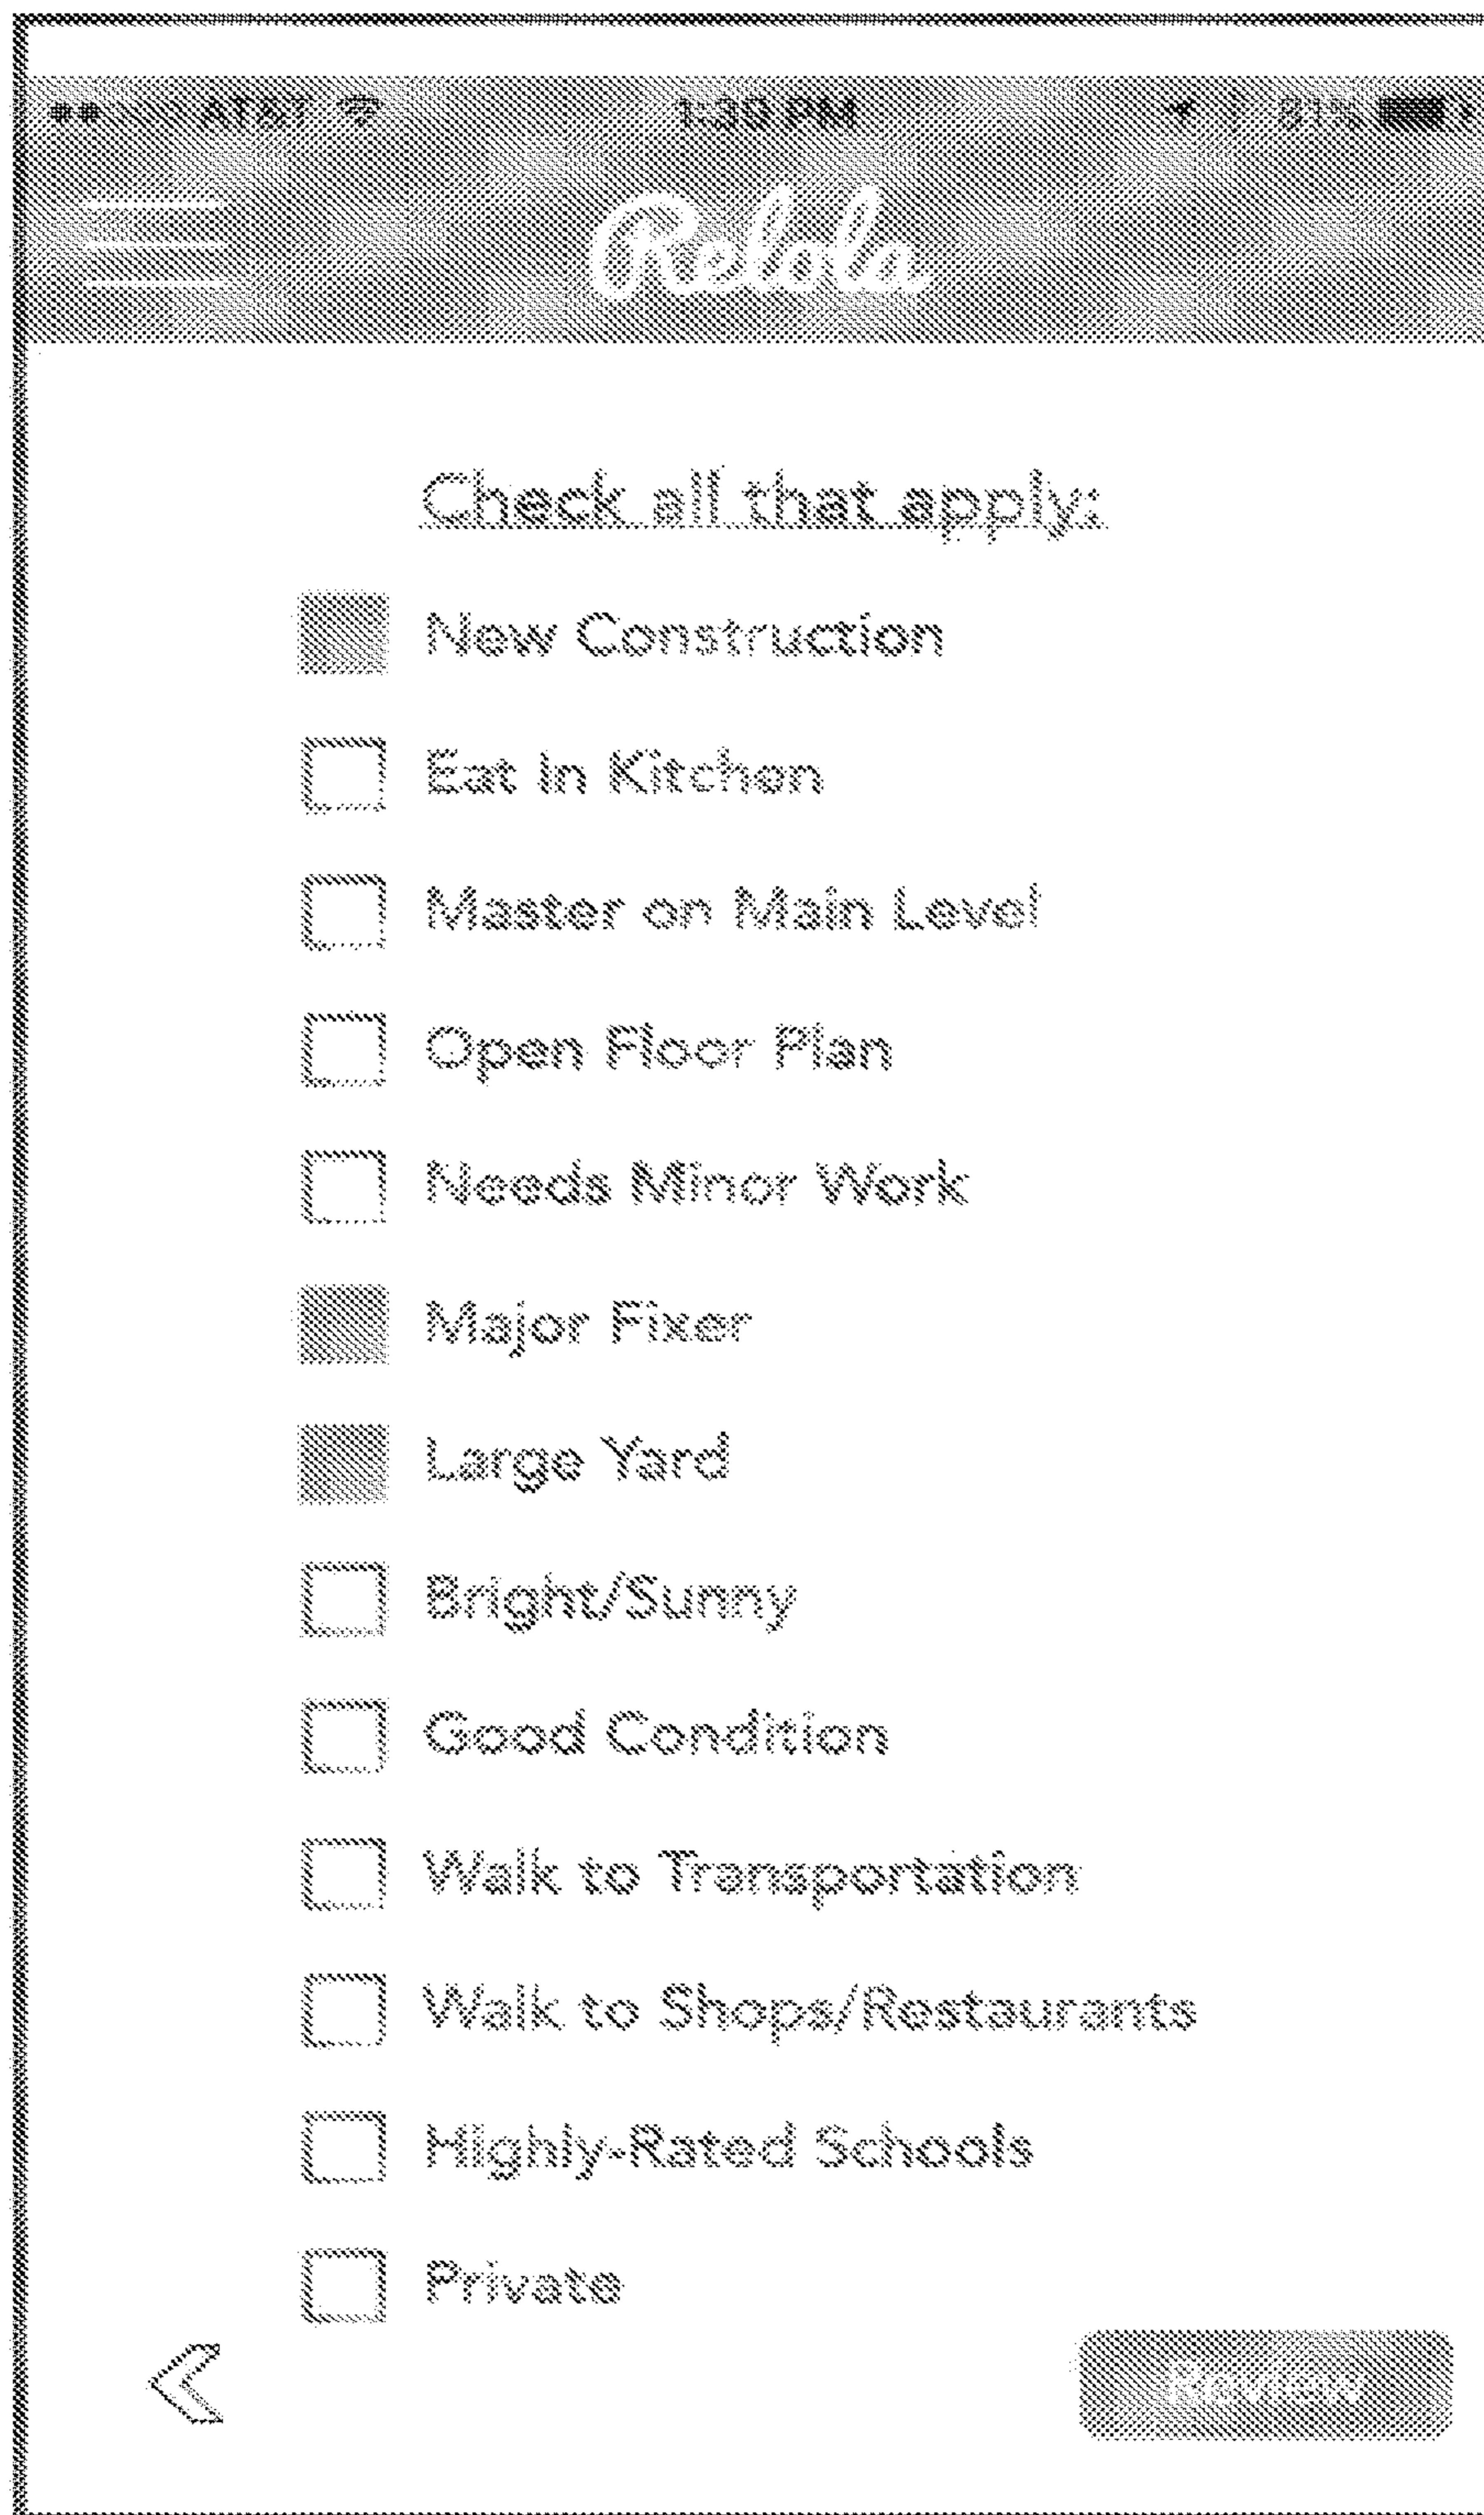 AT&T 1:30 PM 81%
Relola
Check all that apply:
New Construction
Eat in Kitchen
Master on Main Level
Open Floor Plan
Needs Minor Work
Major Fixer
Large Yard
Bright/Sunny
Good Condition
Walk to Transportation
Walk to Shops/Restaurants
Highly-Rated Schools
Private
Review